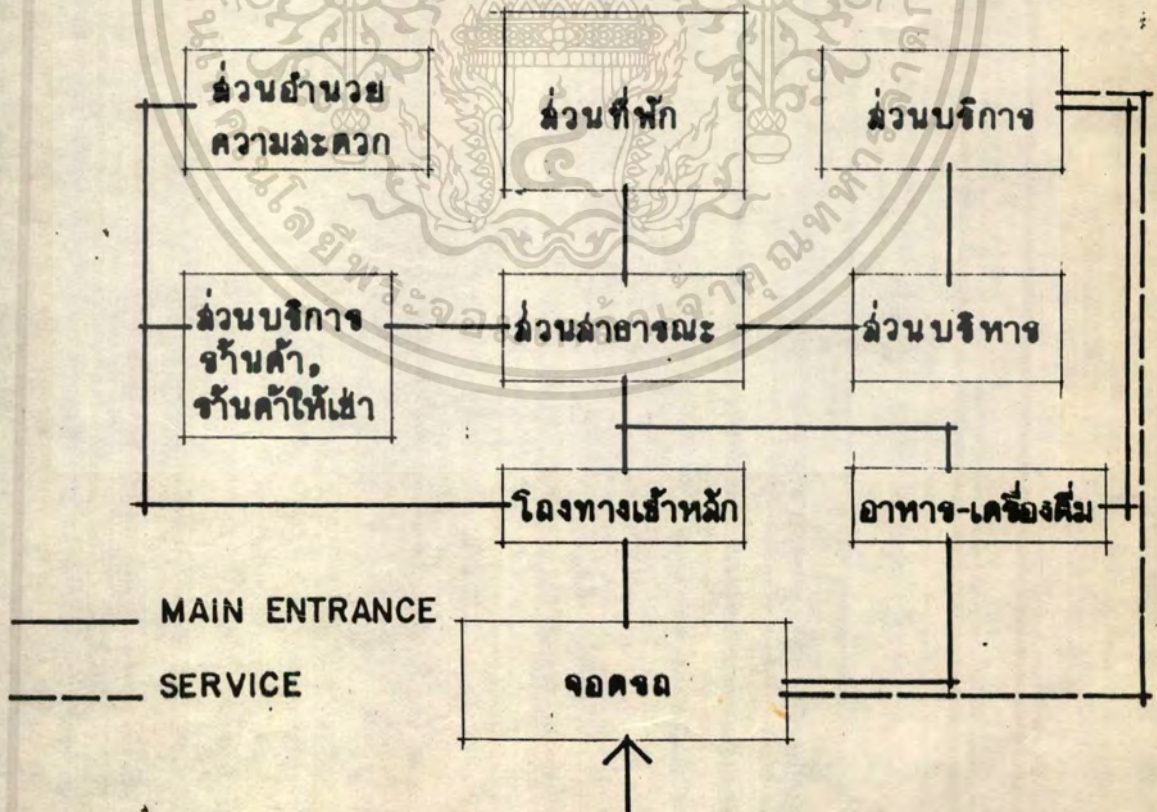 ส่วนอำนวย
ความสะดวก
ส่วนที่พัก
ส่วนบริการ
ส่วนบริการ
ร้านค้า,
ร้านค้าให้เช่า
ส่วนสาธารณะ
ส่วนบริหาร
โถงทางเข้าหลัก
อาหาร-เครื่องดื่ม
MAIN ENTRANCE
SERVICE
จอดรถ